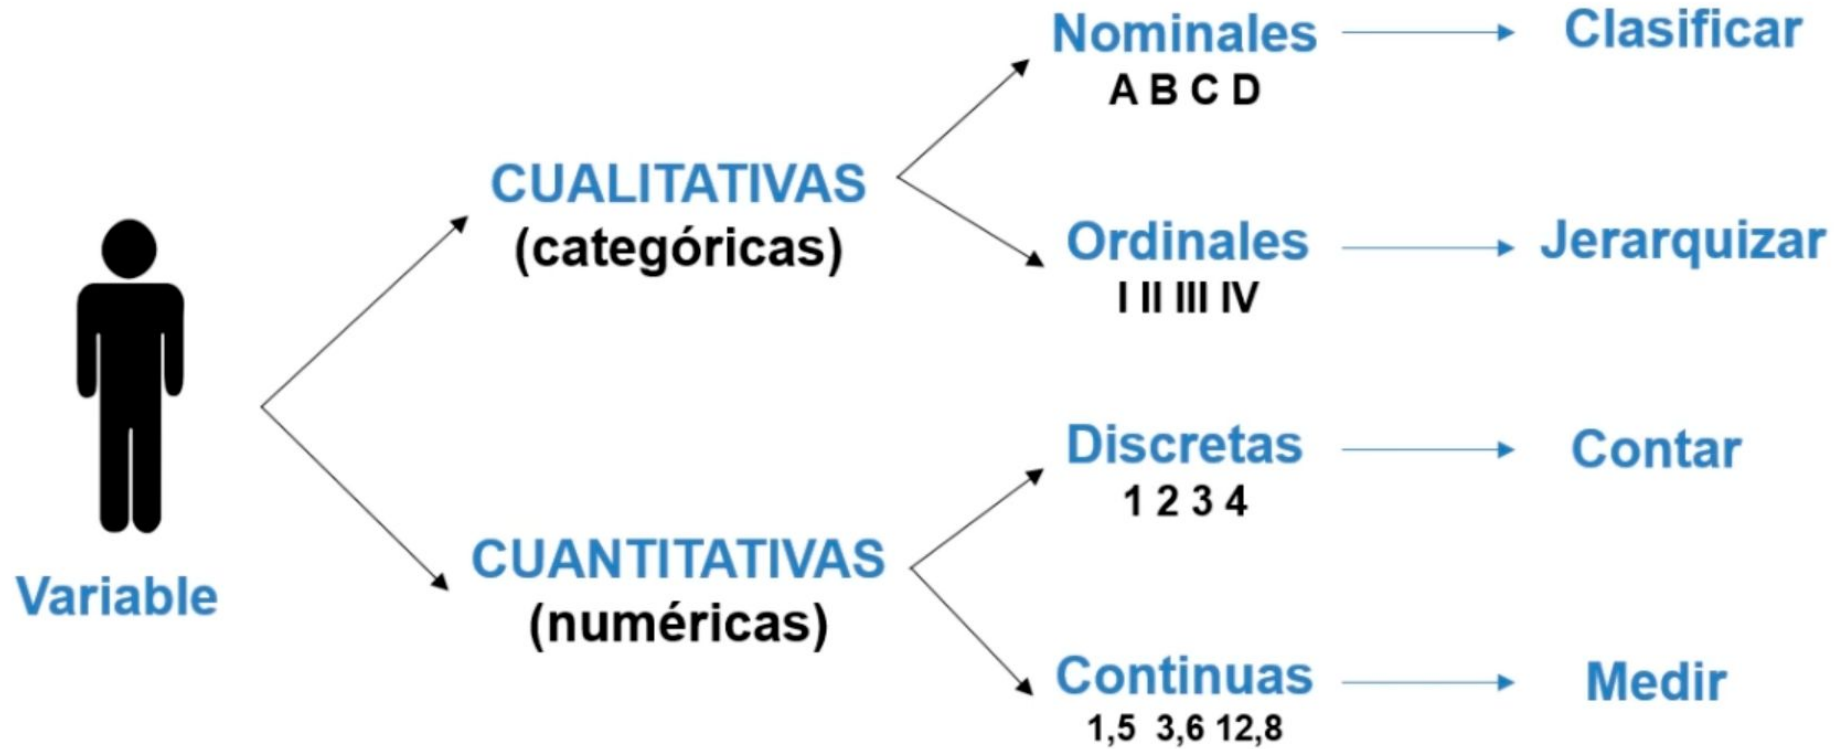 Variable
CUALITATIVAS
(categóricas)
Nominales
A B C D
Clasificar
Ordinales
I II III IV
Jerarquizar
CUANTITATIVAS
(numéricas)
Discretas
1 2 3 4
Contar
Continuas
1,5 3,6 12,8
Medir